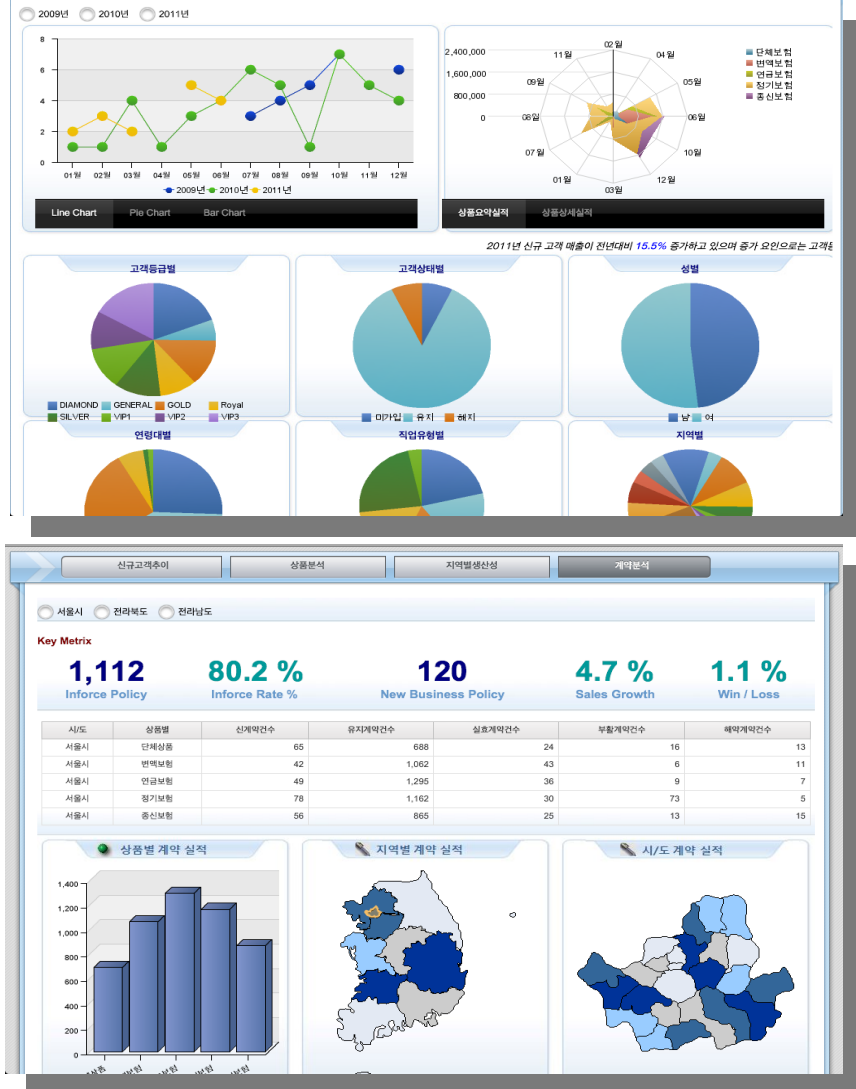 2009년 2010년 2011년
8
6
4
2
0
01월 02월 03월 04월 05월 06월 07월 08월 09월 10월 11월 12월
2009년 2010년 2011년
Line Chart Pie Chart Bar Chart
2,400,000
1,600,000
800,000
0
02월
04월
05월
06월
10월
12월
03월
01월
07월
08월
09월
11월
단체보험
변액보험
연금보험
정기보험
종신보험
상품요약실적 상품상세실적
2011년 신규 고객 매출이 전년대비 15.5% 증가하고 있으며 증가 요인으로는
고객등급별
DIAMOND GENERAL GOLD Royal
SILVER VIP1 VIP2 VIP3
고객상태별
미가입 유지 해지
성별
남 여
연령대별
직업유형별
지역별
신규고객추이 상품분석 지역별생산성 계약분석
서울시 전라북도 전라남도
Key Metrix
1,112 80.2 % 120 4.7 % 1.1 %
Inforce Policy Inforce Rate % New Business Policy Sales Growth Win / Loss
시/도 상품별 신계약건수 유지계약건수 실효계약건수 부활계약건수 해약계약건수
서울시 단체상품 65 688 24 16 13
서울시 변액보험 42 1,062 43 6 11
서울시 연금보험 49 1,295 36 9 7
서울시 정기보험 78 1,162 30 73 5
서울시 종신보험 56 865 25 13 15
상품별 계약 실적
1,400
1,200
1,000
800
600
400
200
0
지역별 계약 실적
시/도 계약 실적